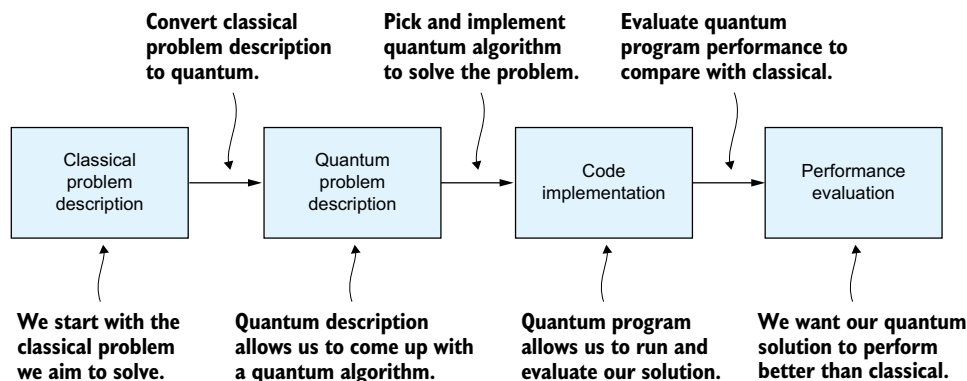 Convert classical
problem description
to quantum.
Pick and implement
quantum algorithm
to solve the problem.
Evaluate quantum
program performance to
compare with classical.
Classical
problem
description
Quantum
problem
description
Code
implementation
Performance
evaluation
We start with the
classical problem
we aim to solve.
Quantum description
allows us to come up with
a quantum algorithm.
Quantum program
allows us to run and
evaluate our solution.
We want our quantum
solution to perform
better than classical.